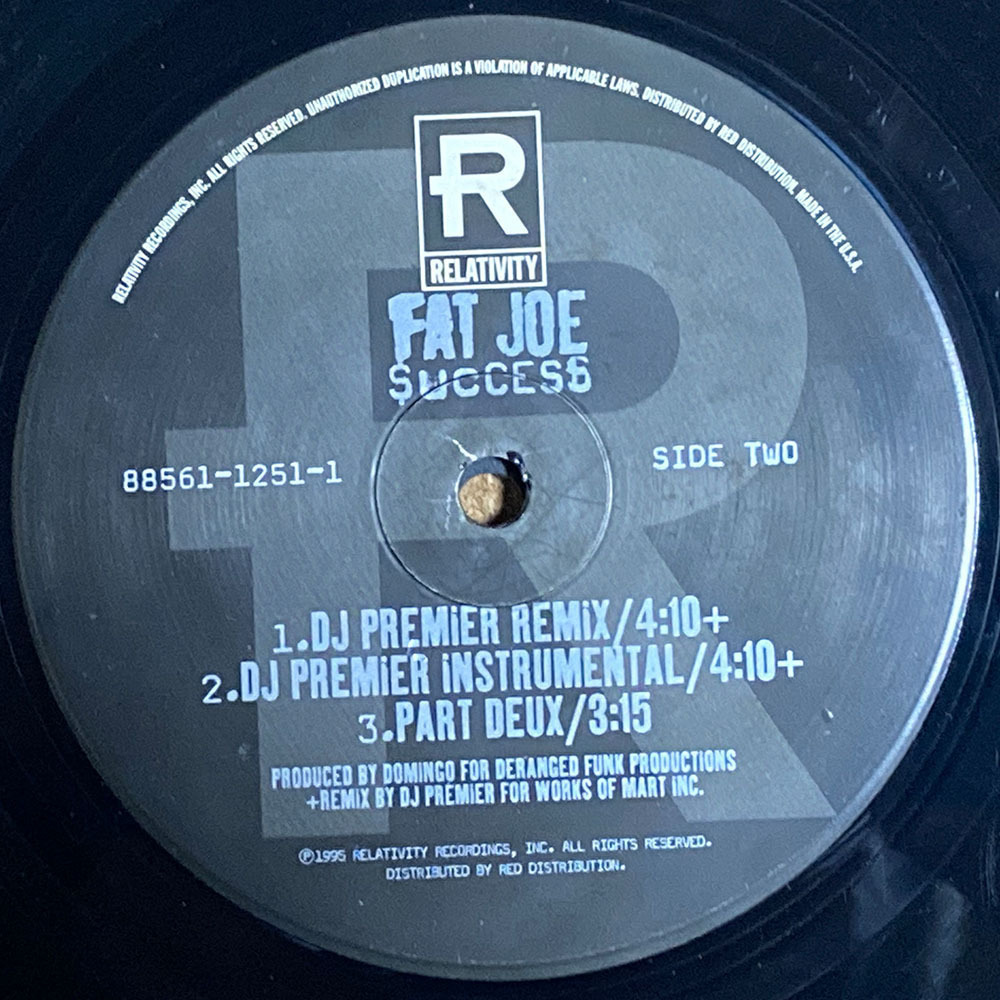 RELATIVITY RECORDINGS, INC. ALL RIGHTS RESERVED. UNAUTHORIZED DUPLICATION IS A VIOLATION OF APPLICABLE LAWS. DISTRIBUTED BY RED DISTRIBUTION. MADE IN THE U.S.A.
R
RELATIVITY
FAT JOE
$UCCESS
88561-1251-1
SIDE TWO
1.DJ PREMiER REMiX/4:10+
2.DJ PREMiER iNSTRUMENTAL/4:10+
3.PART DEUX/3:15
PRODUCED BY DOMINGO FOR DERANGED FUNK PRODUCTIONS
+REMIX BY DJ PREMIER FOR WORKS OF MART INC.
℗1995 RELATIVITY RECORDINGS, INC. ALL RIGHTS RESERVED.
DISTRIBUTED BY RED DISTRIBUTION.